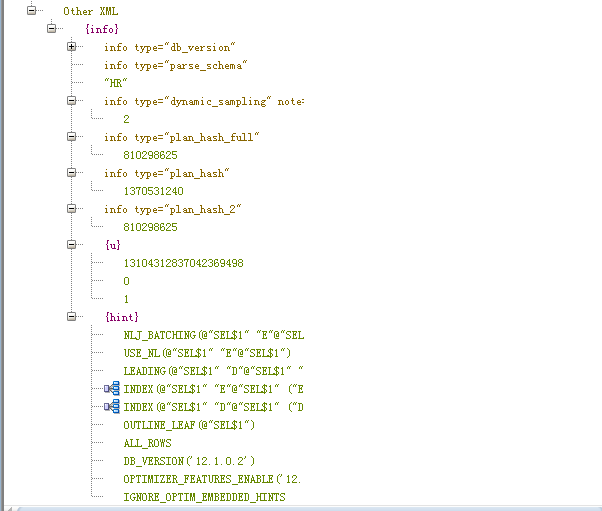 Other XML
{info}
info type="db_version"
info type="parse_schema"
"HR"
info type="dynamic_sampling" note:
2
info type="plan_hash_full"
810298625
info type="plan_hash"
1370531240
info type="plan_hash_2"
810298625
{u}
13104312837042369498
0
1
{hint}
NLJ_BATCHING(@"SEL$1" "E"@"SEL
USE_NL(@"SEL$1" "E"@"SEL$1")
LEADING(@"SEL$1" "D"@"SEL$1" "
INDEX(@"SEL$1" "E"@"SEL$1" ("E
INDEX(@"SEL$1" "D"@"SEL$1" ("D
OUTLINE_LEAF(@"SEL$1")
ALL_ROWS
DB_VERSION('12.1.0.2')
OPTIMIZER_FEATURES_ENABLE('12.
IGNORE_OPTIM_EMBEDDED_HINTS